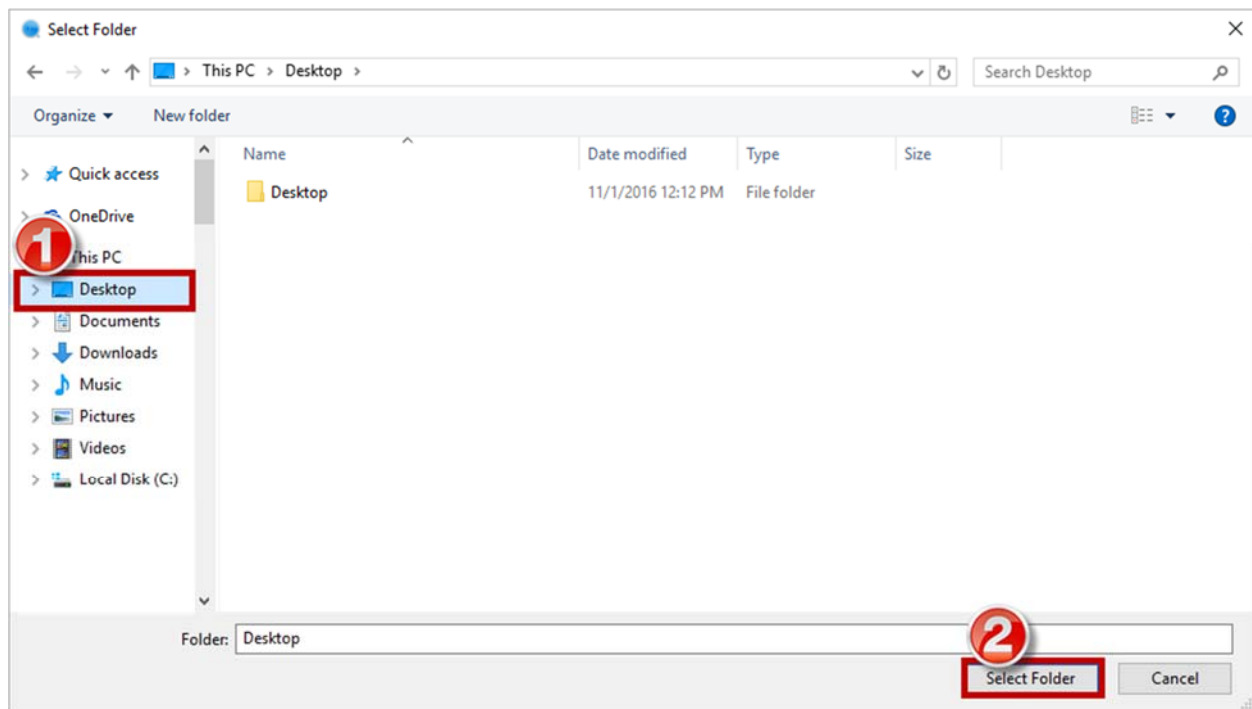 Select Folder
This PC > Desktop >
Search Desktop
Organize
New folder
Name
Date modified
Type
Size
Quick access
OneDrive
1
This PC
Desktop
Documents
Downloads
Music
Pictures
Videos
Local Disk (C:)
Desktop 11/1/2016 12:12 PM File folder
Folder: Desktop
2
Select Folder
Cancel